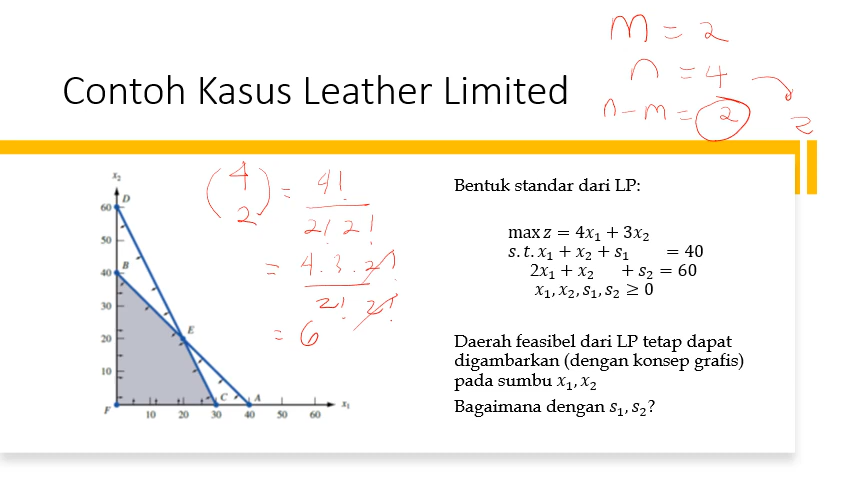 m = 2
n = 4
n - m = 2
2
Contoh Kasus Leather Limited
(4 2) = 4! / 2! 2!
= 4 . 3 . 2! / 2! 2!
= 6
x₂
D
60
50
B
40
30
E
20
10
C
A
F
10 20 30 40 50 60
x₁
Bentuk standar dari LP:
max z = 4x₁ + 3x₂
s.t. x₁ + x₂ + s₁ = 40
2x₁ + x₂ + s₂ = 60
x₁, x₂, s₁, s₂ ≥ 0
Daerah feasibel dari LP tetap dapat
digambarkan (dengan konsep grafis)
pada sumbu x₁, x₂
Bagaimana dengan s₁, s₂?